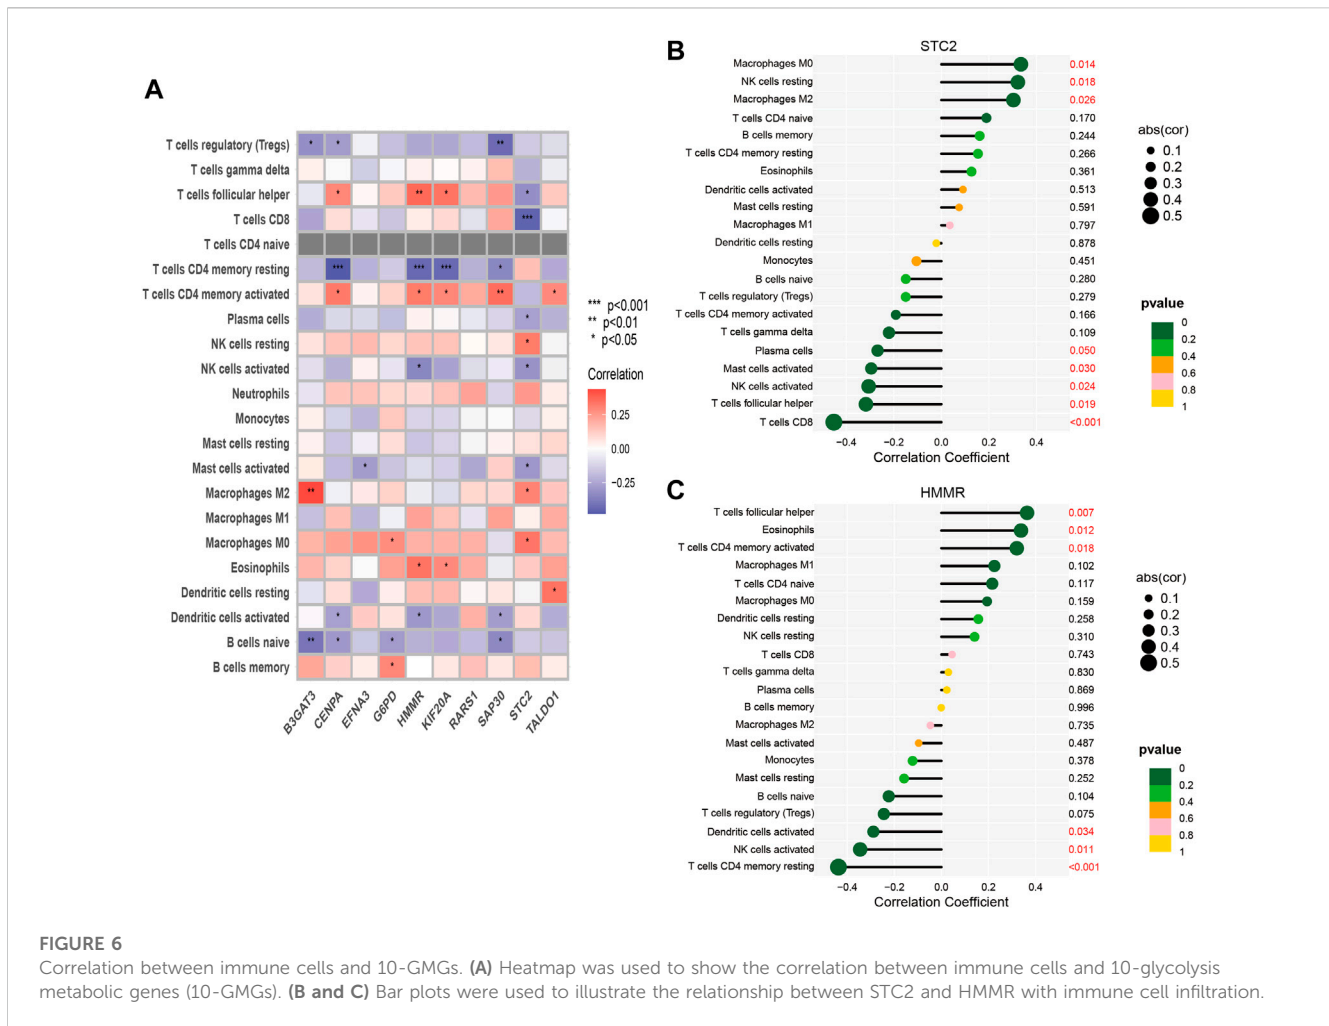 A
T cells regulatory (Tregs) * * **
T cells gamma delta
T cells follicular helper * ** * *
T cells CD8 ***
T cells CD4 naive
T cells CD4 memory resting *** *** *** *
T cells CD4 memory activated * * * ** *
Plasma cells *
NK cells resting *
NK cells activated * *
Neutrophils
Monocytes
Mast cells resting
Mast cells activated * *
Macrophages M2 ** *
Macrophages M1
Macrophages M0 * *
Eosinophils * *
Dendritic cells resting *
Dendritic cells activated * * *
B cells naive ** * * *
B cells memory *
B3GAT3 CENPA EFNA3 G6PD HMMR KIF20A RARS1 SAP30 STC2 TALDO1
*** p<0.001
** p<0.01
* p<0.05
Correlation
0.25
0.00
−0.25
B
STC2
Macrophages M0 0.014
NK cells resting 0.018
Macrophages M2 0.026
T cells CD4 naive 0.170
B cells memory 0.244
T cells CD4 memory resting 0.266
Eosinophils 0.361
Dendritic cells activated 0.513
Mast cells resting 0.591
Macrophages M1 0.797
Dendritic cells resting 0.878
Monocytes 0.451
B cells naive 0.280
T cells regulatory (Tregs) 0.279
T cells CD4 memory activated 0.166
T cells gamma delta 0.109
Plasma cells 0.050
Mast cells activated 0.030
NK cells activated 0.024
T cells follicular helper 0.019
T cells CD8 <0.001
−0.4 −0.2 0.0 0.2 0.4
Correlation Coefficient
abs(cor)
0.1
0.2
0.3
0.4
0.5
pvalue
0
0.2
0.4
0.6
0.8
1
C
HMMR
T cells follicular helper 0.007
Eosinophils 0.012
T cells CD4 memory activated 0.018
Macrophages M1 0.102
T cells CD4 naive 0.117
Macrophages M0 0.159
Dendritic cells resting 0.258
NK cells resting 0.310
T cells CD8 0.743
T cells gamma delta 0.830
Plasma cells 0.869
B cells memory 0.996
Macrophages M2 0.735
Mast cells activated 0.487
Monocytes 0.378
Mast cells resting 0.252
B cells naive 0.104
T cells regulatory (Tregs) 0.075
Dendritic cells activated 0.034
NK cells activated 0.011
T cells CD4 memory resting <0.001
−0.4 −0.2 0.0 0.2 0.4
Correlation Coefficient
abs(cor)
0.1
0.2
0.3
0.4
0.5
pvalue
0
0.2
0.4
0.6
0.8
1
FIGURE 6
Correlation between immune cells and 10-GMGs. (A) Heatmap was used to show the correlation between immune cells and 10-glycolysis
metabolic genes (10-GMGs). (B and C) Bar plots were used to illustrate the relationship between STC2 and HMMR with immune cell infiltration.